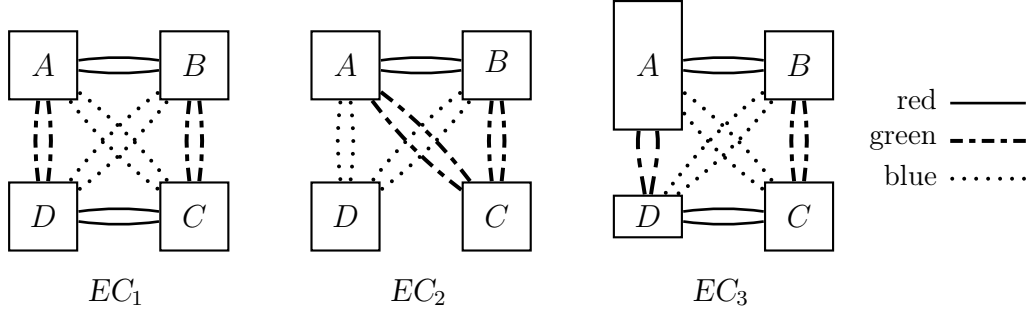 A B A B A B
red
green
blue
D C D C D C
EC₁ EC₂ EC₃